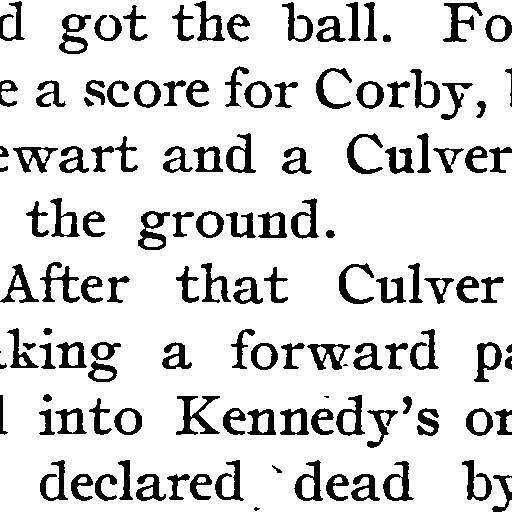 d got the ball. Fo
e a score for Corby,
ewart and a Culver
the ground.
After that Culver
king a forward pa
into Kennedy's or
declared dead by